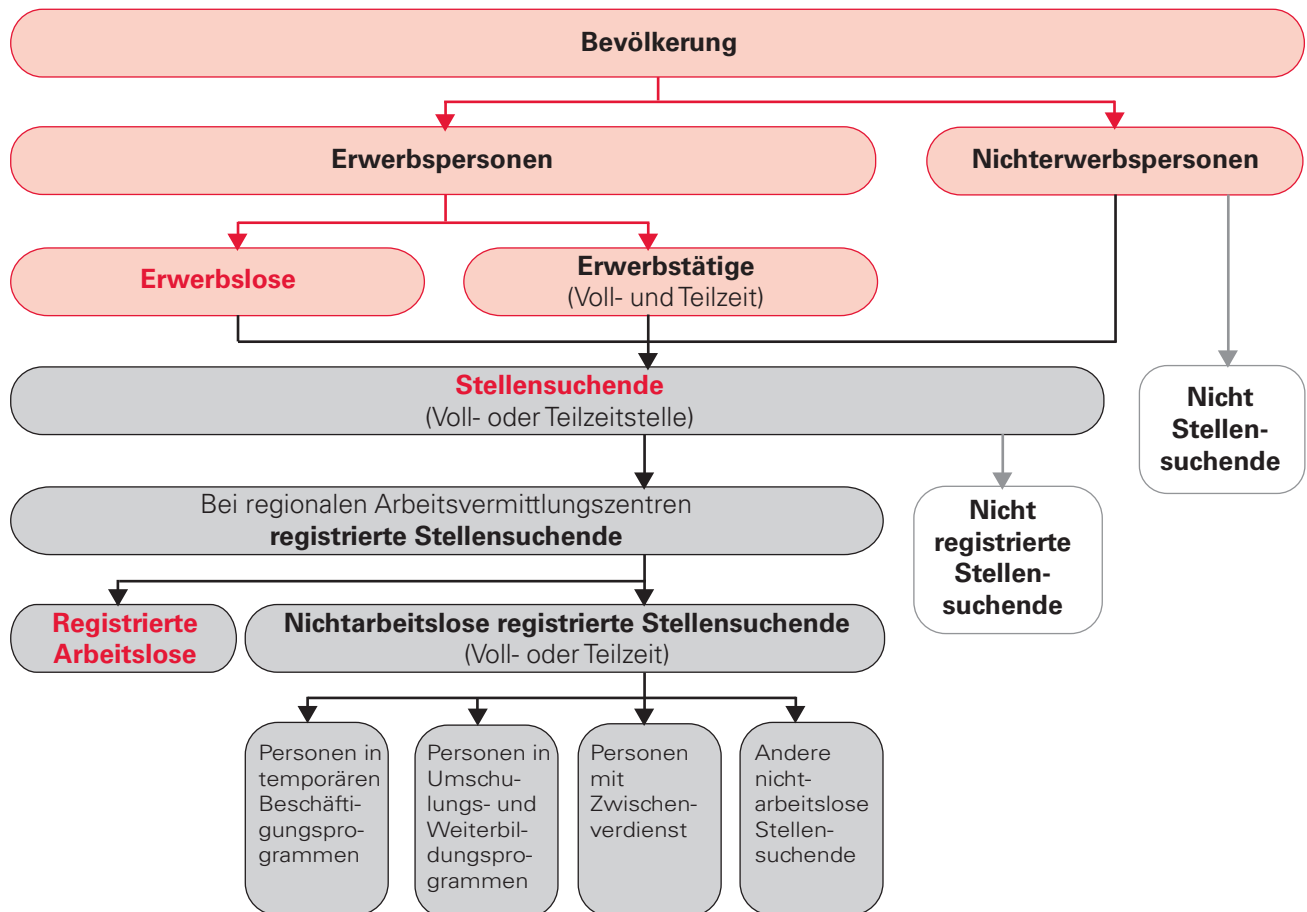 Bevölkerung
Erwerbspersonen
Nichterwerbspersonen
Erwerbslose
Erwerbstätige
(Voll- und Teilzeit)
Stellensuchende
(Voll- oder Teilzeitstelle)
Nicht
Stellen-
suchende
Bei regionalen Arbeitsvermittlungszentren
registrierte Stellensuchende
Nicht
registrierte
Stellen-
suchende
Registrierte
Arbeitslose
Nichtarbeitslose registrierte Stellensuchende
(Voll- oder Teilzeit)
Personen in
temporären
Beschäfti-
gungspro-
grammen
Personen in
Umschu-
lungs- und
Weiterbil-
dungspro-
grammen
Personen
mit
Zwischen-
verdienst
Andere
nicht-
arbeitslose
Stellen-
suchende